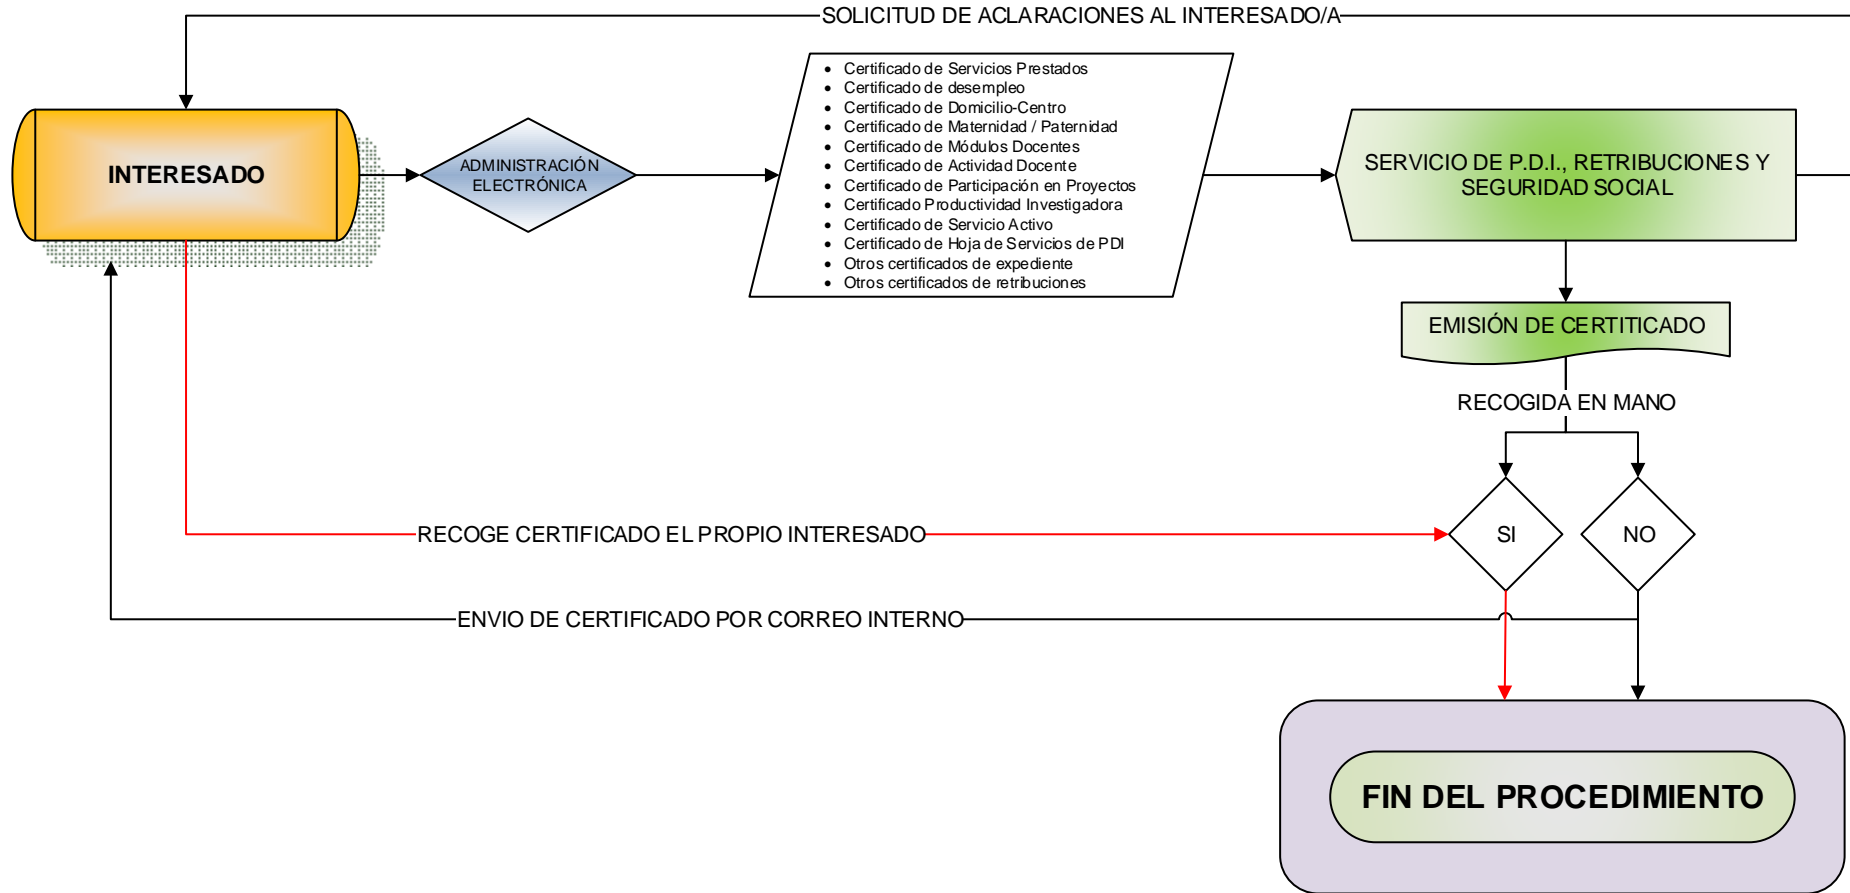 SOLICITUD DE ACLARACIONES AL INTERESADO/A
INTERESADO
ADMINISTRACIÓN
ELECTRÓNICA
• Certificado de Servicios Prestados
• Certificado de desempleo
• Certificado de Domicilio-Centro
• Certificado de Maternidad / Paternidad
• Certificado de Módulos Docentes
• Certificado de Actividad Docente
• Certificado de Participación en Proyectos
• Certificado Productividad Investigadora
• Certificado de Servicio Activo
• Certificado de Hoja de Servicios de PDI
• Otros certificados de expediente
• Otros certificados de retribuciones
SERVICIO DE P.D.I., RETRIBUCIONES Y
SEGURIDAD SOCIAL
EMISIÓN DE CERTITICADO
RECOGIDA EN MANO
RECOGE CERTIFICADO EL PROPIO INTERESADO
SI
NO
ENVIO DE CERTIFICADO POR CORREO INTERNO
FIN DEL PROCEDIMIENTO